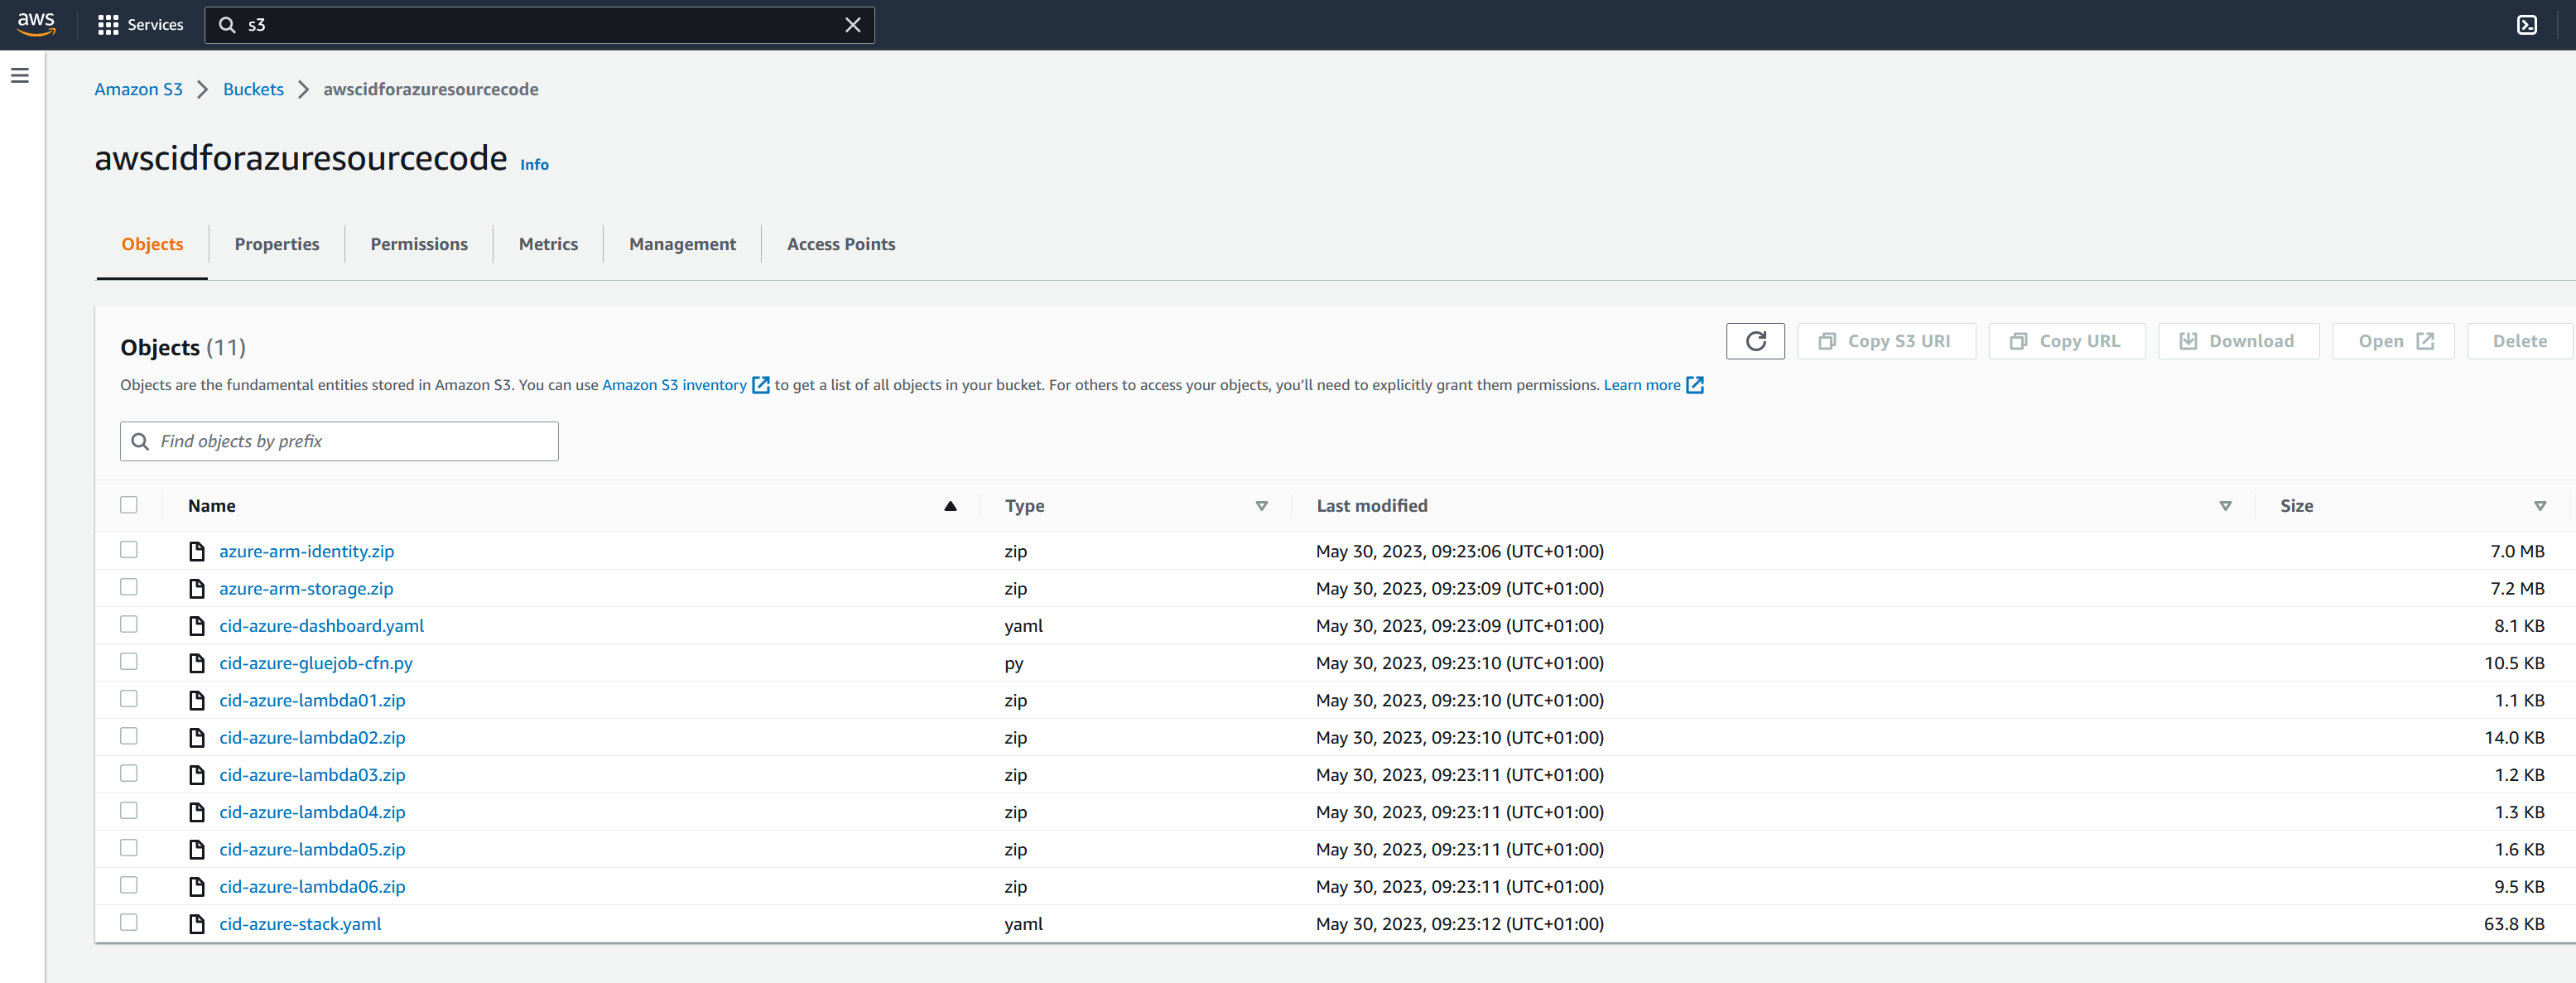 aws Services s3
Amazon S3 Buckets awscidforazuresourcecode
awscidforazuresourcecode Info
Objects Properties Permissions Metrics Management Access Points
Objects (11) Copy S3 URI Copy URL Download Open Delete
Objects are the fundamental entities stored in Amazon S3. You can use Amazon S3 inventory to get a list of all objects in your bucket. For others to access your objects, you'll need to explicitly grant them permissions. Learn more
Find objects by prefix
Name Type Last modified Size
azure-arm-identity.zip zip May 30, 2023, 09:23:06 (UTC+01:00) 7.0 MB
azure-arm-storage.zip zip May 30, 2023, 09:23:09 (UTC+01:00) 7.2 MB
cid-azure-dashboard.yaml yaml May 30, 2023, 09:23:09 (UTC+01:00) 8.1 KB
cid-azure-gluejob-cfn.py py May 30, 2023, 09:23:10 (UTC+01:00) 10.5 KB
cid-azure-lambda01.zip zip May 30, 2023, 09:23:10 (UTC+01:00) 1.1 KB
cid-azure-lambda02.zip zip May 30, 2023, 09:23:10 (UTC+01:00) 14.0 KB
cid-azure-lambda03.zip zip May 30, 2023, 09:23:11 (UTC+01:00) 1.2 KB
cid-azure-lambda04.zip zip May 30, 2023, 09:23:11 (UTC+01:00) 1.3 KB
cid-azure-lambda05.zip zip May 30, 2023, 09:23:11 (UTC+01:00) 1.6 KB
cid-azure-lambda06.zip zip May 30, 2023, 09:23:11 (UTC+01:00) 9.5 KB
cid-azure-stack.yaml yaml May 30, 2023, 09:23:12 (UTC+01:00) 63.8 KB